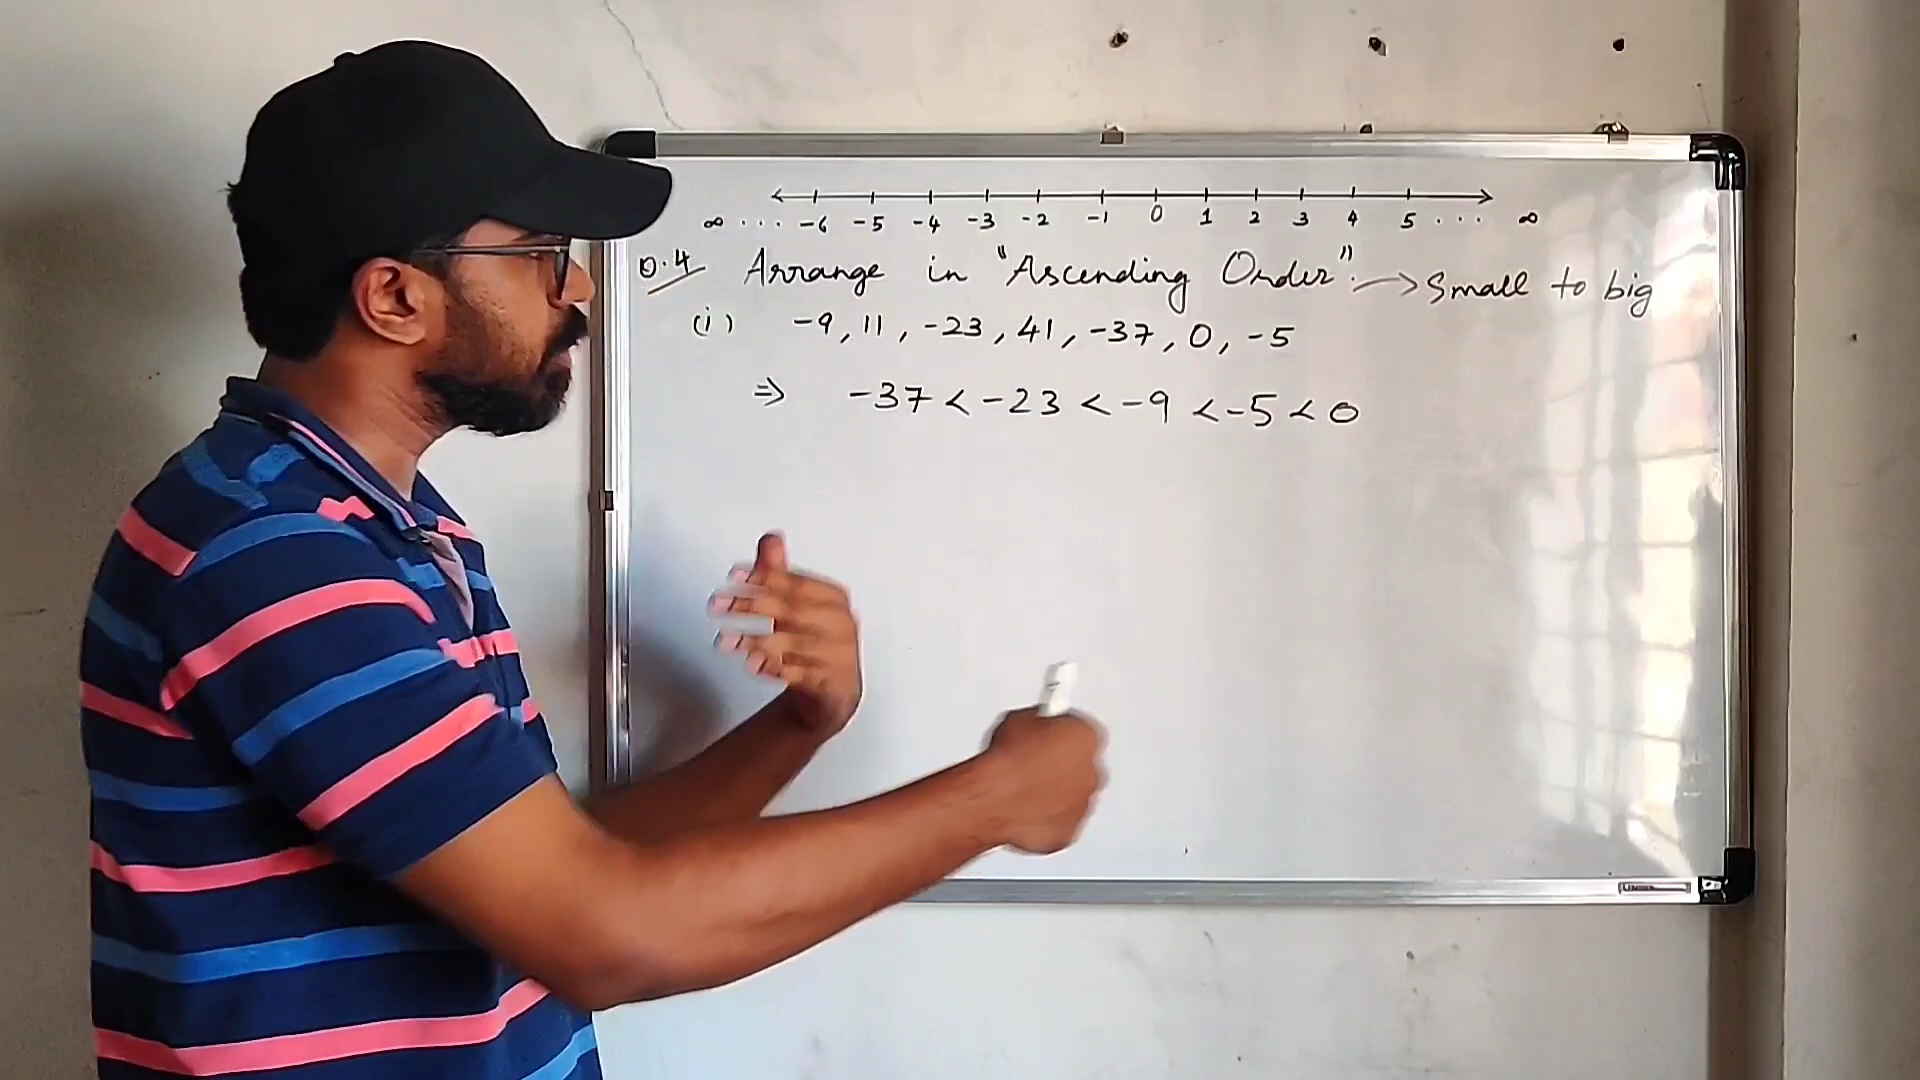 ∞ ... -6 -5 -4 -3 -2 -1 0 1 2 3 4 5 ... ∞
Q.4 Arrange in "Ascending Order". → Small to big
(i) -9, 11, -23, 41, -37, 0, -5
⇒ -37 < -23 < -9 < -5 < 0